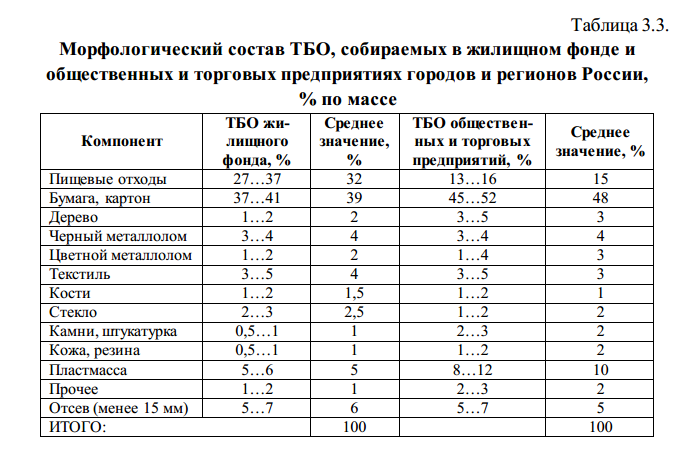 Таблица 3.3.
Морфологический состав ТБО, собираемых в жилищном фонде и
общественных и торговых предприятиях городов и регионов России,
% по массе
Компонент ТБО жи-лищного фонда, % Среднее значение, % ТБО обществен-ных и торговых предприятий, % Среднее значение, %
Пищевые отходы 27…37 32 13…16 15
Бумага, картон 37…41 39 45…52 48
Дерево 1…2 2 3…5 3
Черный металлолом 3…4 4 3…4 4
Цветной металлолом 1…2 2 1…4 3
Текстиль 3…5 4 3…5 3
Кости 1…2 1,5 1…2 1
Стекло 2…3 2,5 1…2 2
Камни, штукатурка 0,5…1 1 2…3 2
Кожа, резина 0,5…1 1 1…2 2
Пластмасса 5…6 5 8…12 10
Прочее 1…2 1 2…3 2
Отсев (менее 15 мм) 5…7 6 5…7 5
ИТОГО: 100 100